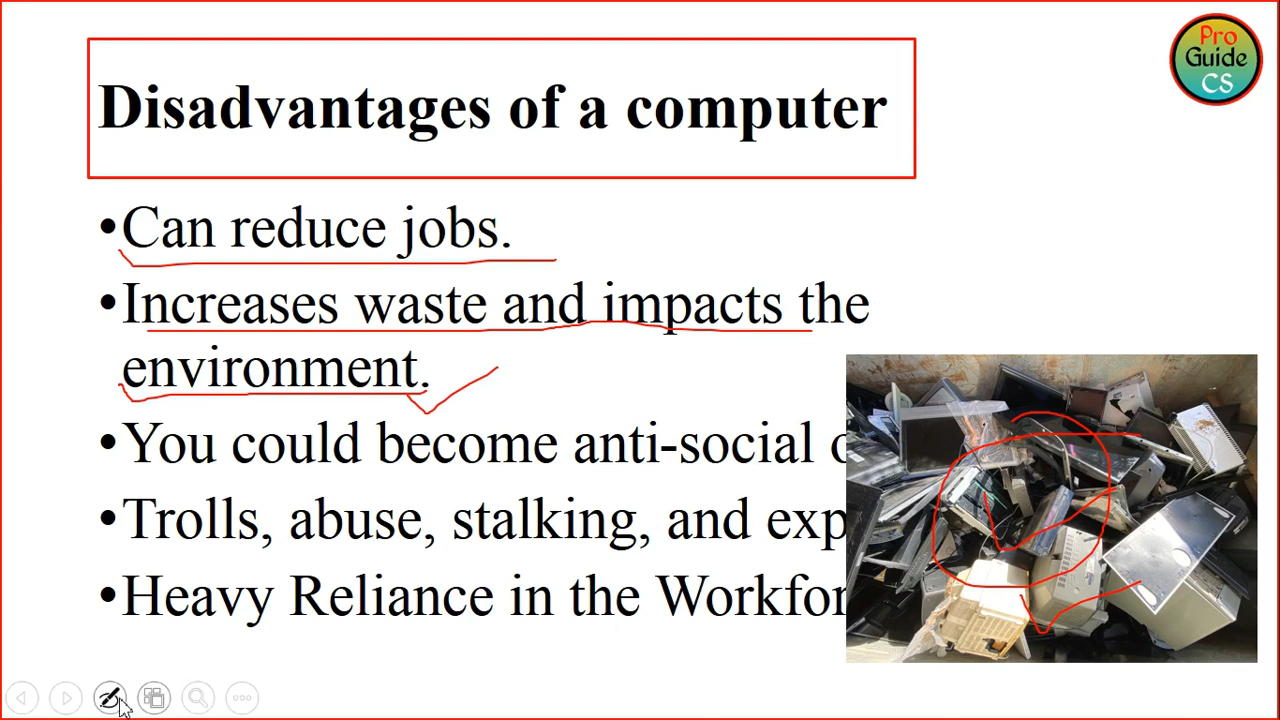 Pro
Guide
CS
Disadvantages of a computer
•Can reduce jobs.
•Increases waste and impacts the
environment.
•You could become anti-social
•Trolls, abuse, stalking, and
•Heavy Reliance in the